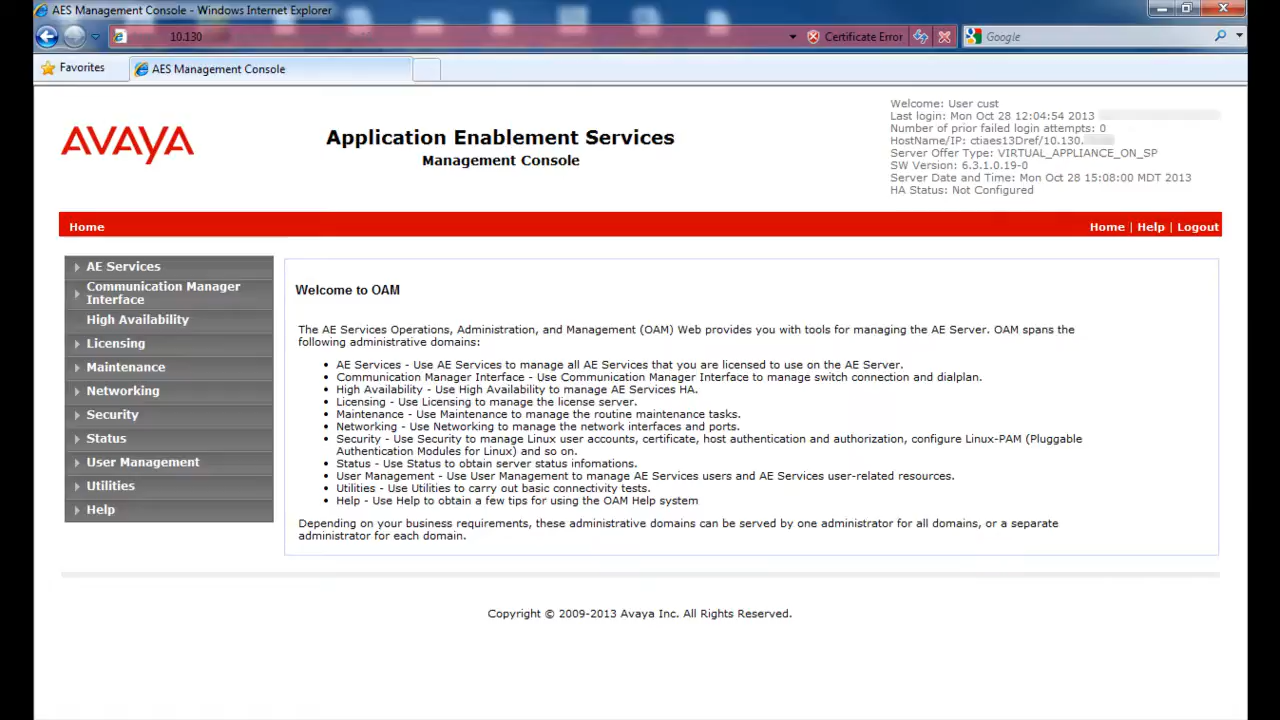 AES Management Console - Windows Internet Explorer
10.130
Certificate Error
Google
Favorites
AES Management Console
AVAYA
Application Enablement Services
Management Console
Welcome: User cust
Last login: Mon Oct 28 12:04:54 2013
Number of prior failed login attempts: 0
HostName/IP: ctiaes13Dref/10.130.
Server Offer Type: VIRTUAL_APPLIANCE_ON_SP
SW Version: 6.3.1.0.19-0
Server Date and Time: Mon Oct 28 15:08:00 MDT 2013
HA Status: Not Configured
Home
Home | Help | Logout
AE Services
Communication Manager
Interface
High Availability
Licensing
Maintenance
Networking
Security
Status
User Management
Utilities
Help
Welcome to OAM
The AE Services Operations, Administration, and Management (OAM) Web provides you with tools for managing the AE Server. OAM spans the
following administrative domains:
• AE Services - Use AE Services to manage all AE Services that you are licensed to use on the AE Server.
• Communication Manager Interface - Use Communication Manager Interface to manage switch connection and dialplan.
• High Availability - Use High Availability to manage AE Services HA.
• Licensing - Use Licensing to manage the license server.
• Maintenance - Use Maintenance to manage the routine maintenance tasks.
• Networking - Use Networking to manage the network interfaces and ports.
• Security - Use Security to manage Linux user accounts, certificate, host authentication and authorization, configure Linux-PAM (Pluggable
Authentication Modules for Linux) and so on.
• Status - Use Status to obtain server status infomations.
• User Management - Use User Management to manage AE Services users and AE Services user-related resources.
• Utilities - Use Utilities to carry out basic connectivity tests.
• Help - Use Help to obtain a few tips for using the OAM Help system
Depending on your business requirements, these administrative domains can be served by one administrator for all domains, or a separate
administrator for each domain.
Copyright © 2009-2013 Avaya Inc. All Rights Reserved.